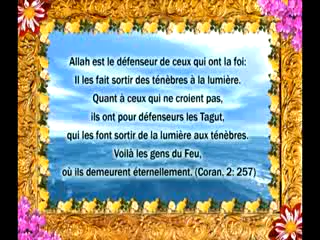 Allah est le défenseur de ceux qui ont la foi:
Il les fait sortir des ténèbres à la lumière.
Quant à ceux qui ne croient pas,
ils ont pour défenseurs les Tagut,
qui les font sortir de la lumière aux ténèbres.
Voilà les gens du Feu,
où ils demeurent éternellement. (Coran, 2: 257)